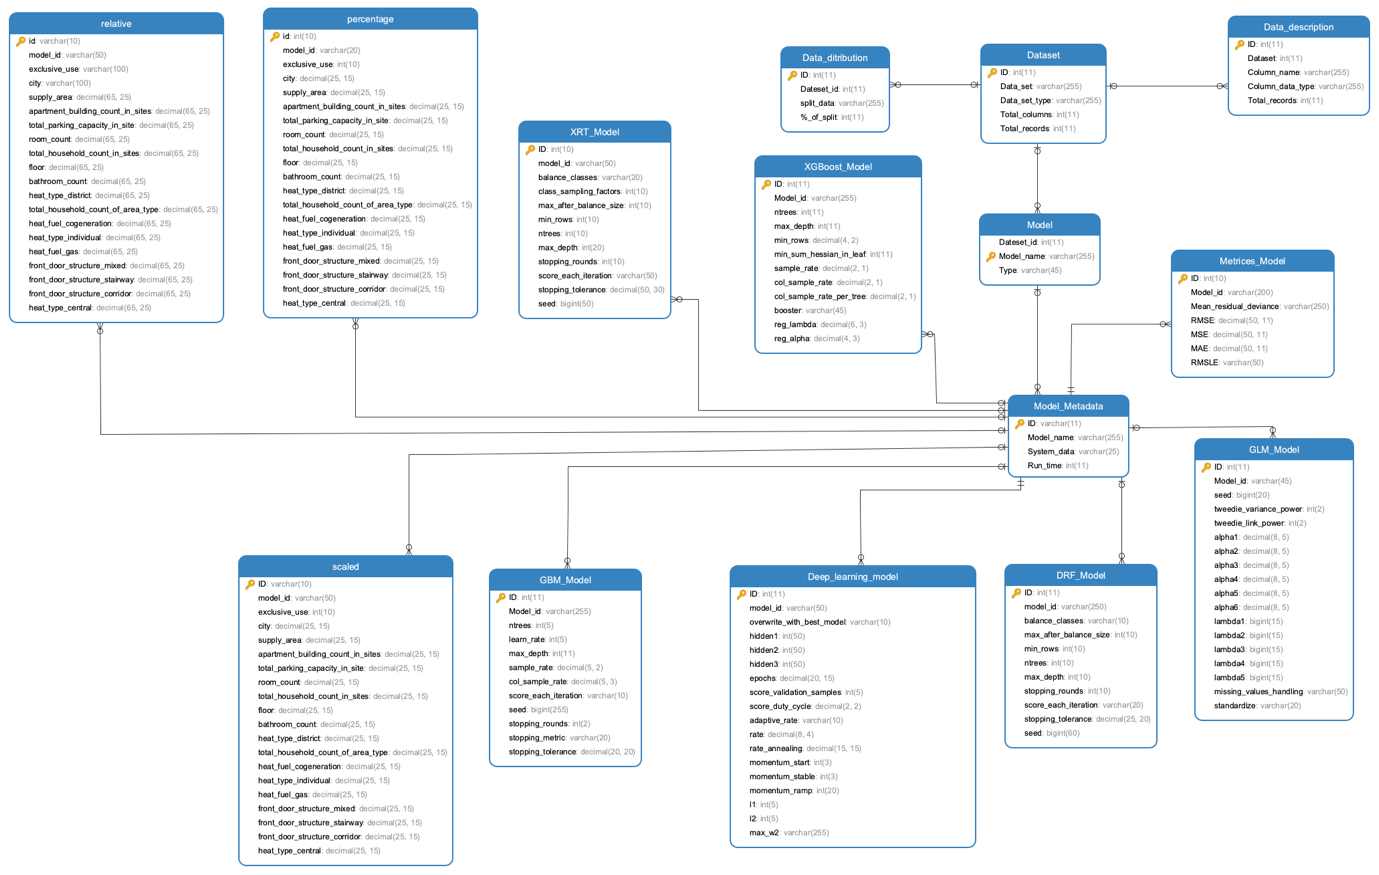 relative
id: varchar(10)
model_id: varchar(50)
exclusive_use: varchar(100)
city: varchar(100)
supply_area: decimal(65, 25)
apartment_building_count_in_sites: decimal(65, 25)
total_parking_capacity_in_site: decimal(65, 25)
room_count: decimal(65, 25)
total_household_count_in_sites: decimal(65, 25)
floor: decimal(65, 25)
bathroom_count: decimal(65, 25)
heat_type_district: decimal(65, 25)
total_household_count_of_area_type: decimal(65, 25)
heat_fuel_cogeneration: decimal(65, 25)
heat_type_individual: decimal(65, 25)
heat_fuel_gas: decimal(65, 25)
front_door_structure_mixed: decimal(65, 25)
front_door_structure_stairway: decimal(65, 25)
front_door_structure_corridor: decimal(65, 25)
heat_type_central: decimal(65, 25)
percentage
id: int(10)
model_id: varchar(20)
exclusive_use: int(10)
city: decimal(25, 15)
supply_area: decimal(25, 15)
apartment_building_count_in_sites: decimal(25, 15)
total_parking_capacity_in_site: decimal(25, 15)
room_count: decimal(25, 15)
total_household_count_in_sites: decimal(25, 15)
floor: decimal(25, 15)
bathroom_count: decimal(25, 15)
heat_type_district: decimal(25, 15)
total_household_count_of_area_type: decimal(25, 15)
heat_fuel_cogeneration: decimal(25, 15)
heat_type_individual: decimal(25, 15)
heat_fuel_gas: decimal(25, 15)
front_door_structure_mixed: decimal(25, 15)
front_door_structure_stairway: decimal(25, 15)
front_door_structure_corridor: decimal(25, 15)
heat_type_central: decimal(25, 15)
XRT_Model
ID: int(10)
model_id: varchar(50)
balance_classes: varchar(20)
class_sampling_factors: int(10)
max_after_balance_size: int(10)
min_rows: int(10)
ntrees: int(10)
max_depth: int(20)
stopping_rounds: int(10)
score_each_iteration: varchar(50)
stopping_tolerance: decimal(50, 30)
seed: bigint(50)
Data_ditribution
ID: int(11)
Dateset_id: int(11)
split_data: varchar(255)
%_of_split: int(11)
Dataset
ID: int(11)
Data_set: varchar(255)
Data_set_type: varchar(255)
Total_columns: int(11)
Total_records: int(11)
Data_description
ID: int(11)
Dataset: int(11)
Column_name: varchar(255)
Column_data_type: varchar(255)
Total_records: int(11)
XGBoost_Model
ID: int(11)
Model_id: varchar(255)
ntrees: int(11)
max_depth: int(11)
min_rows: decimal(4, 2)
min_sum_hessian_in_leaf: int(11)
sample_rate: decimal(2, 1)
col_sample_rate: decimal(2, 1)
col_sample_rate_per_tree: decimal(2, 1)
booster: varchar(45)
reg_lambda: decimal(6, 3)
reg_alpha: decimal(4, 3)
Model
Dateset_id: int(11)
Model_name: varchar(255)
Type: varchar(45)
Metrices_Model
ID: int(10)
Model_id: varchar(200)
Mean_residual_deviance: varchar(250)
RMSE: decimal(50, 11)
MSE: decimal(50, 11)
MAE: decimal(50, 11)
RMSLE: varchar(50)
Model_Metadata
ID: varchar(11)
Model_name: varchar(255)
System_data: varchar(25)
Run_time: int(11)
GLM_Model
ID: int(11)
Model_id: varchar(45)
seed: bigint(20)
tweedie_variance_power: int(2)
tweedie_link_power: int(2)
alpha1: decimal(8, 5)
alpha2: decimal(8, 5)
alpha3: decimal(8, 5)
alpha4: decimal(8, 5)
alpha5: decimal(8, 5)
alpha6: decimal(8, 5)
lambda1: bigint(15)
lambda2: bigint(15)
lambda3: bigint(15)
lambda4: bigint(15)
lambda5: bigint(15)
missing_values_handling: varchar(50)
standardize: varchar(20)
scaled
ID: varchar(10)
model_id: varchar(50)
exclusive_use: int(10)
city: decimal(25, 15)
supply_area: decimal(25, 15)
apartment_building_count_in_sites: decimal(25, 15)
total_parking_capacity_in_site: decimal(25, 15)
room_count: decimal(25, 15)
total_household_count_in_sites: decimal(25, 15)
floor: decimal(25, 15)
bathroom_count: decimal(25, 15)
heat_type_district: decimal(25, 15)
total_household_count_of_area_type: decimal(25, 15)
heat_fuel_cogeneration: decimal(25, 15)
heat_type_individual: decimal(25, 15)
heat_fuel_gas: decimal(25, 15)
front_door_structure_mixed: decimal(25, 15)
front_door_structure_stairway: decimal(25, 15)
front_door_structure_corridor: decimal(25, 15)
heat_type_central: decimal(25, 15)
GBM_Model
ID: int(11)
Model_id: varchar(255)
ntrees: int(5)
learn_rate: int(5)
max_depth: int(11)
sample_rate: decimal(5, 2)
col_sample_rate: decimal(5, 3)
score_each_iteration: varchar(10)
seed: bigint(255)
stopping_rounds: int(2)
stopping_metric: varchar(20)
stopping_tolerance: decimal(20, 20)
Deep_learning_model
ID: int(11)
model_id: varchar(50)
overwrite_with_best_model: varchar(10)
hidden1: int(50)
hidden2: int(50)
hidden3: int(50)
epochs: decimal(20, 15)
score_validation_samples: int(5)
score_duty_cycle: decimal(2, 2)
adaptive_rate: varchar(10)
rate: decimal(8, 4)
rate_annealing: decimal(15, 15)
momentum_start: int(3)
momentum_stable: int(3)
momentum_ramp: int(20)
l1: int(5)
l2: int(5)
max_w2: varchar(255)
DRF_Model
ID: int(11)
model_id: varchar(250)
balance_classes: varchar(10)
max_after_balance_size: int(10)
min_rows: int(10)
ntrees: int(10)
max_depth: int(10)
stopping_rounds: int(10)
score_each_iteration: varchar(20)
stopping_tolerance: decimal(25, 20)
seed: bigint(60)